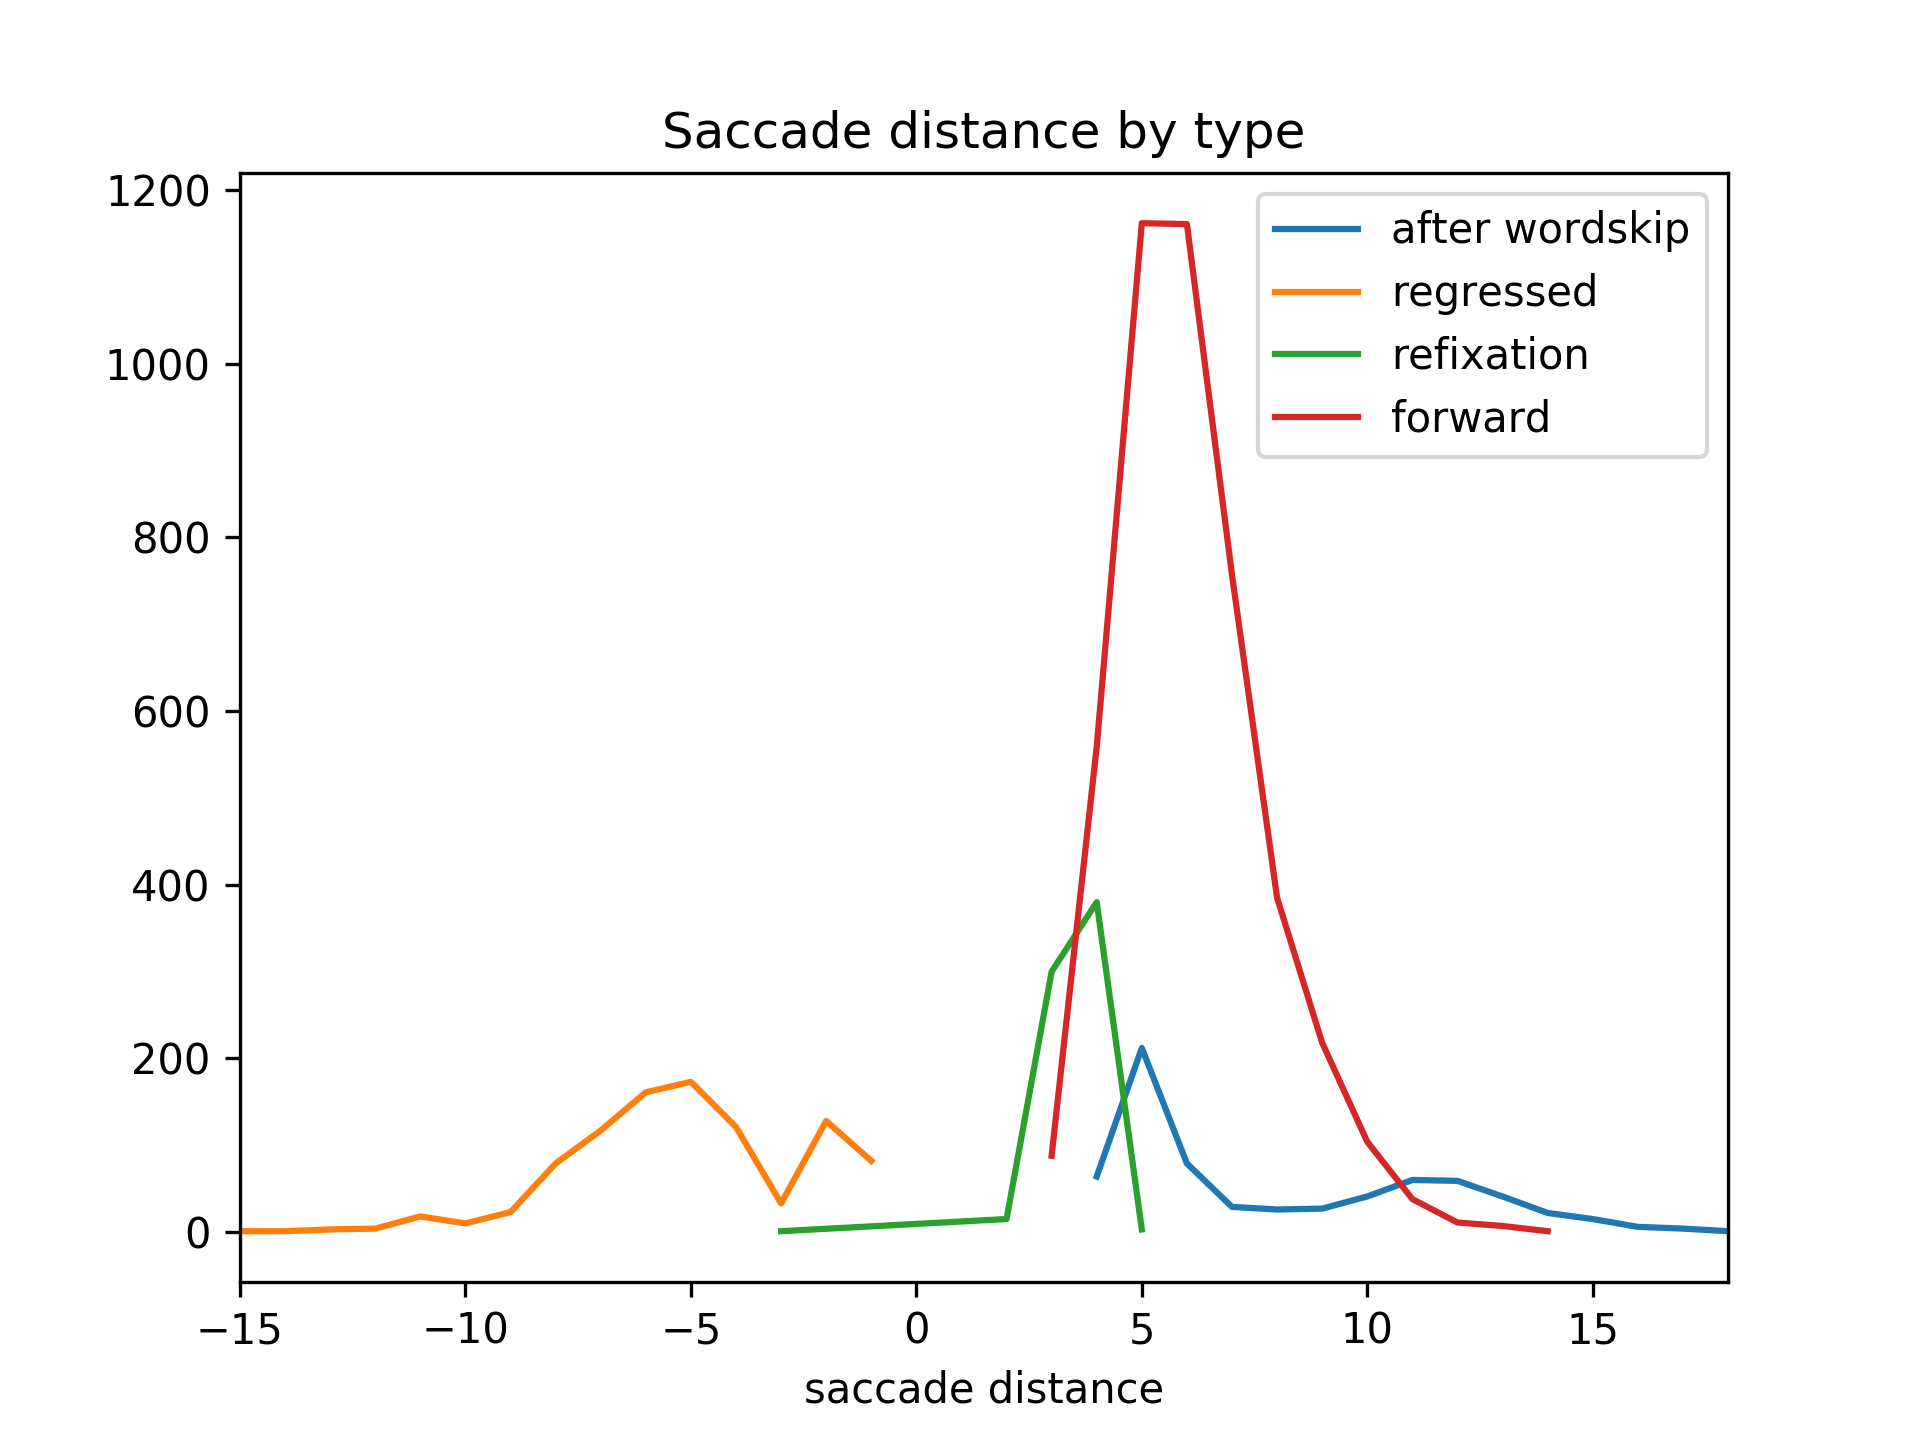 Saccade distance by type
1200
1000
800
600
400
200
0
after wordskip
regressed
refixation
forward
−15 −10 −5 0 5 10 15
saccade distance